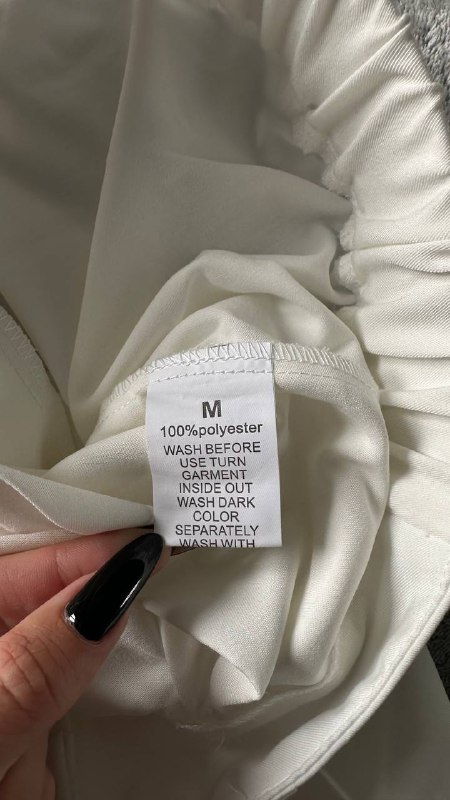 M
100%polyester
WASH BEFORE
USE TURN
GARMENT
INSIDE OUT
WASH DARK
COLOR
SEPARATELY
WASH WITH